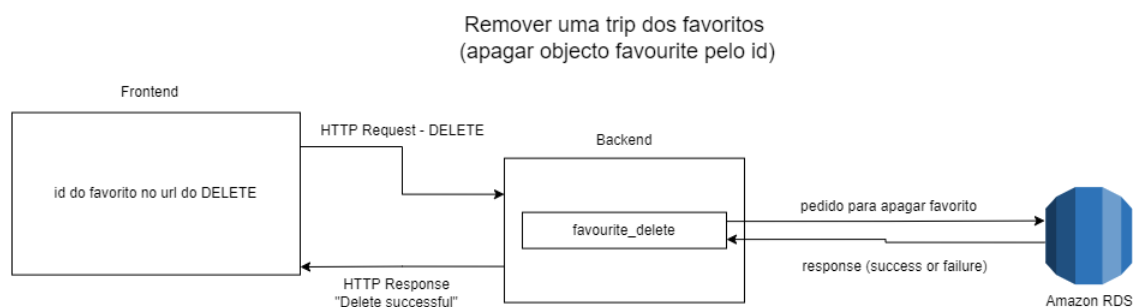 Remover uma trip dos favoritos
(apagar objecto favourite pelo id)
Frontend
HTTP Request - DELETE
Backend
id do favorito no url do DELETE
pedido para apagar favorito
favourite_delete
response (success or failure)
HTTP Response
"Delete successful"
Amazon RDS